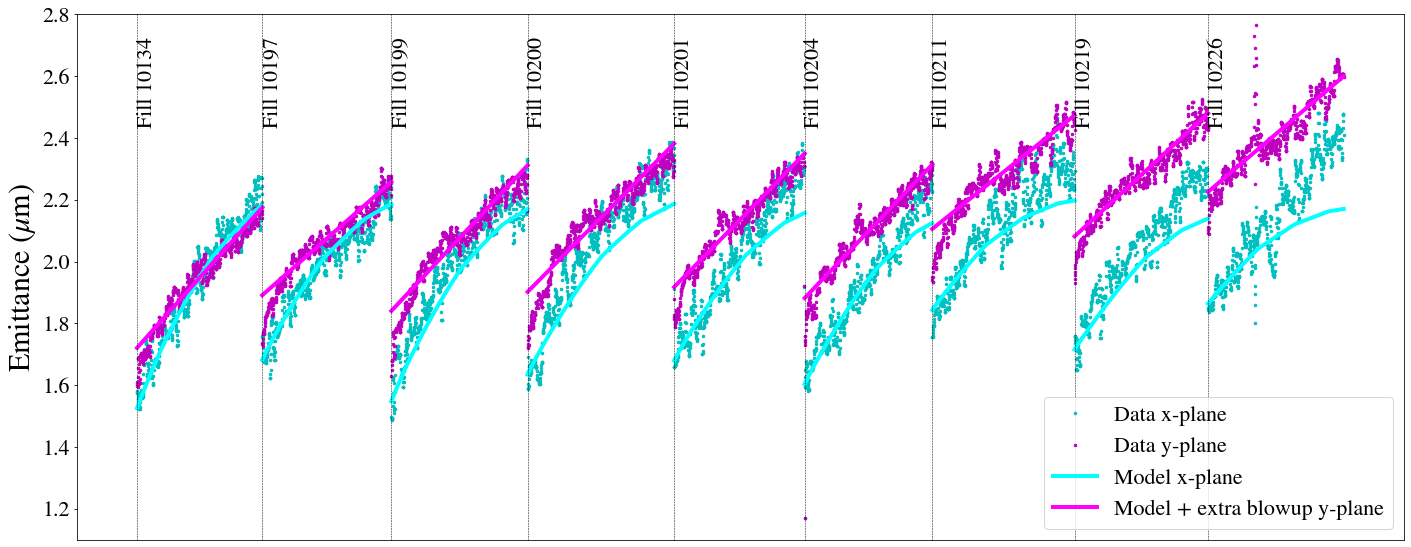 2.8
2.6
2.4
2.2
2.0
1.8
1.6
1.4
1.2
Emittance (μm)
Fill 10134
Fill 10197
Fill 10199
Fill 10200
Fill 10201
Fill 10204
Fill 10211
Fill 10219
Fill 10226
Data x-plane
Data y-plane
Model x-plane
Model + extra blowup y-plane